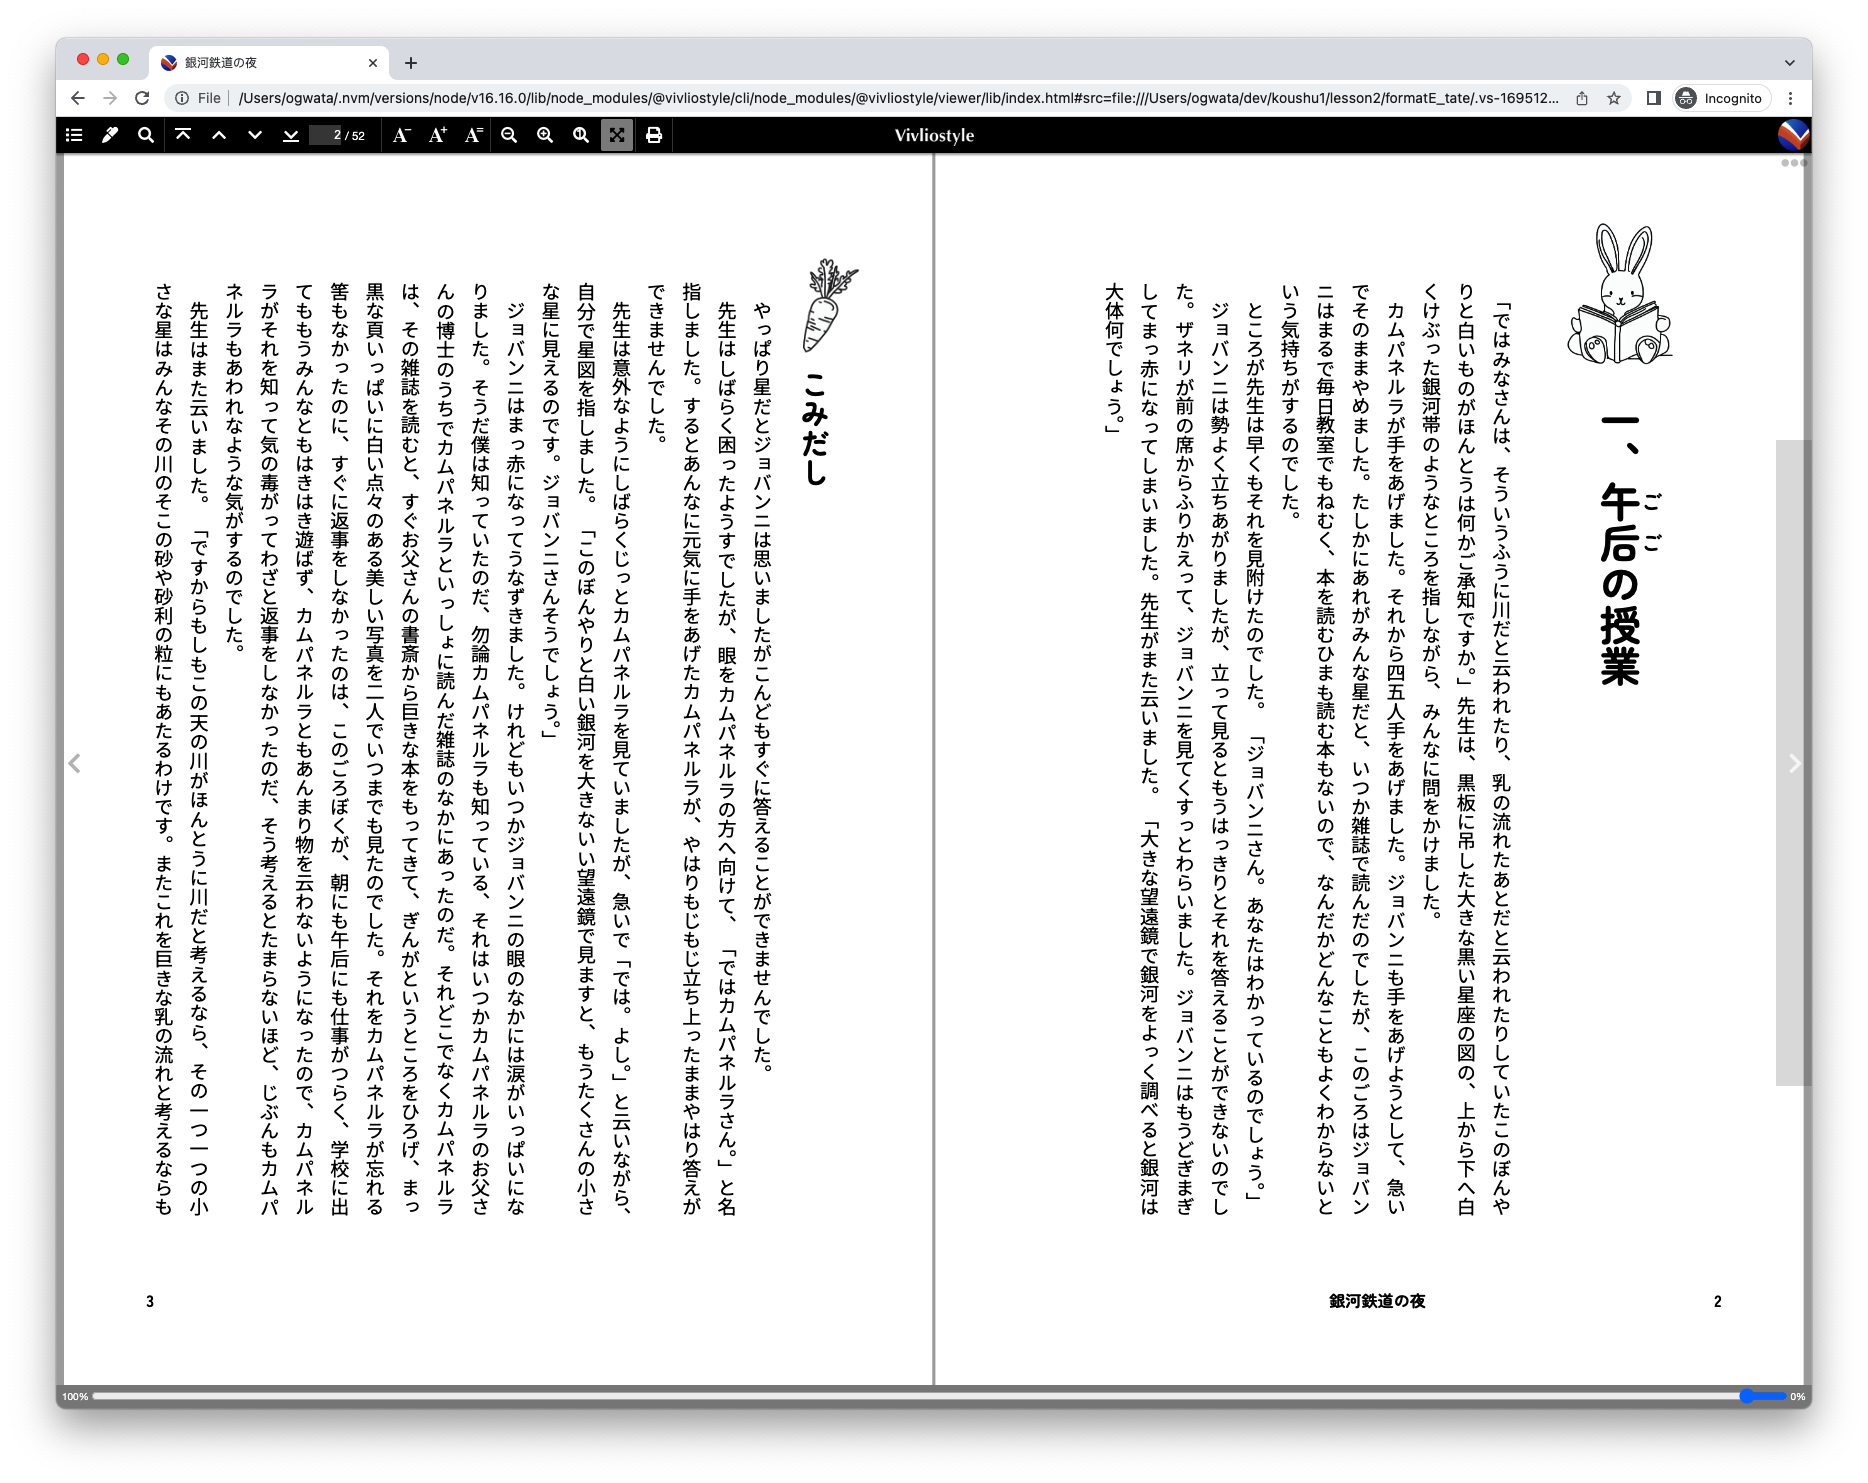 銀河鉄道の夜
File
/Users/ogwata/.nvm/versions/node/v16.16.0/lib/node_modules/@vivliostyle/cli/node_modules/@vivliostyle/viewer/lib/index.html#src=file:///Users/ogwata/dev/koushu1/lesson2/formatE_tate/.vs-169512...
Incognito
2 / 52
A− A+ A=
Vivliostyle
一、午后の授業
ごご
「ではみなさんは、そういうふうに川だと云われたり、乳の流れたあとだと云われたりしていたこのぼんや
りと白いものがほんとうは何かご承知ですか。」先生は、黒板に吊した大きな黒い星座の図の、上から下へ白
くけぶった銀河帯のようなところを指しながら、みんなに問をかけました。
カムパネルラが手をあげました。それから四五人手をあげました。ジョバンニも手をあげようとして、急い
でそのままやめました。たしかにあれがみんな星だと、いつか雑誌で読んだのでしたが、このごろはジョバン
ニはまるで毎日教室でもねむく、本を読むひまも読む本もないので、なんだかどんなこともよくわからないと
いう気持ちがするのでした。
ところが先生は早くもそれを見附けたのでした。「ジョバンニさん。あなたはわかっているのでしょう。」
ジョバンニは勢よく立ちあがりましたが、立って見るともうはっきりとそれを答えることができないのでし
た。ザネリが前の席からふりかえって、ジョバンニを見てくすっとわらいました。ジョバンニはもうどぎまぎ
してまっ赤になってしまいました。先生がまた云いました。「大きな望遠鏡で銀河をよっく調べると銀河は
大体何でしょう。」
銀河鉄道の夜
2
こみだし
やっぱり星だとジョバンニは思いましたがこんどもすぐに答えることができませんでした。
先生はしばらく困ったようすでしたが、眼をカムパネルラの方へ向けて、「ではカムパネルラさん。」と名
指しました。するとあんなに元気に手をあげたカムパネルラが、やはりもじもじ立ち上ったままやはり答えが
できませんでした。
先生は意外なようにしばらくじっとカムパネルラを見ていましたが、急いで「では。よし。」と云いながら、
自分で星図を指しました。「このぼんやりと白い銀河を大きないい望遠鏡で見ますと、もうたくさんの小さ
な星に見えるのです。ジョバンニさんそうでしょう。」
ジョバンニはまっ赤になってうなずきました。けれどもいつかジョバンニの眼のなかには涙がいっぱいにな
りました。そうだ僕は知っていたのだ、勿論カムパネルラも知っている、それはいつかカムパネルラのお父さ
んの博士のうちでカムパネルラといっしょに読んだ雑誌のなかにあったのだ。それどこでなくカムパネルラ
は、その雑誌を読むと、すぐお父さんの書斎から巨きな本をもってきて、ぎんがというところをひろげ、まっ
黒な頁いっぱいに白い点々のある美しい写真を二人でいつまでも見たのでした。それをカムパネルラが忘れる
筈もなかったのに、すぐに返事をしなかったのは、このごろぼくが、朝にも午后にも仕事がつらく、学校に出
てももうみんなともはきはき遊ばず、カムパネルラともあんまり物を云わないようになったので、カムパネル
ラがそれを知って気の毒がってわざと返事をしなかったのだ、そう考えるとたまらないほど、じぶんもカムパ
ネルラもあわれなような気がするのでした。
先生はまた云いました。「ですからもしもこの天の川がほんとうに川だと考えるなら、その一つ一つの小
さな星はみんなその川のそこの砂や砂利の粒にもあたるわけです。またこれを巨きな乳の流れと考えるならも
3
100%
0%